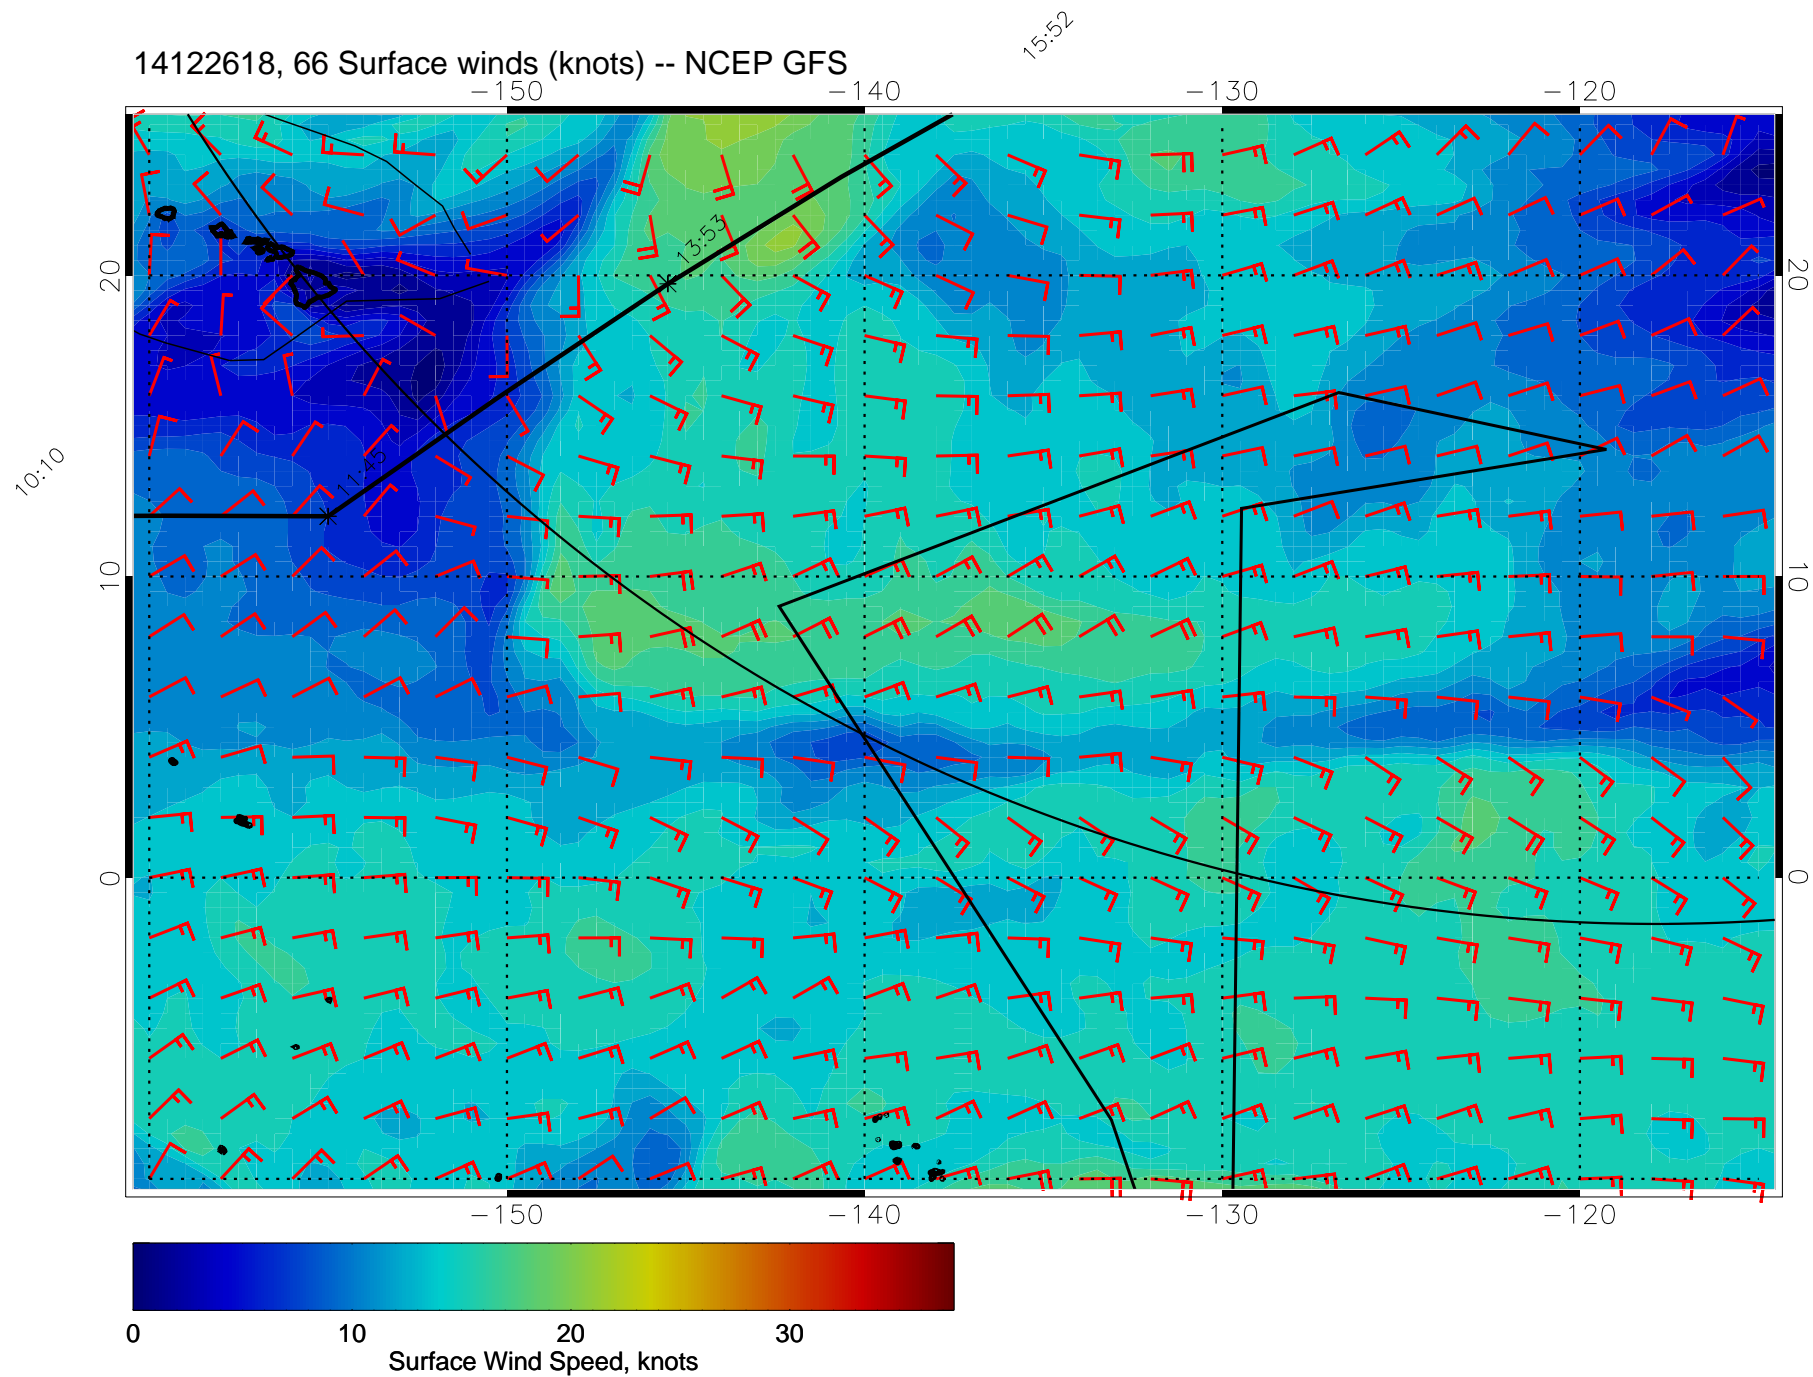 15:52
14122618, 66 Surface winds (knots) -- NCEP GFS
-150 -140 -130 -120
13:53
20 20
11:45
10:10
10 10
0 0
-150 -140 -130 -120
0 10 20 30
Surface Wind Speed, knots